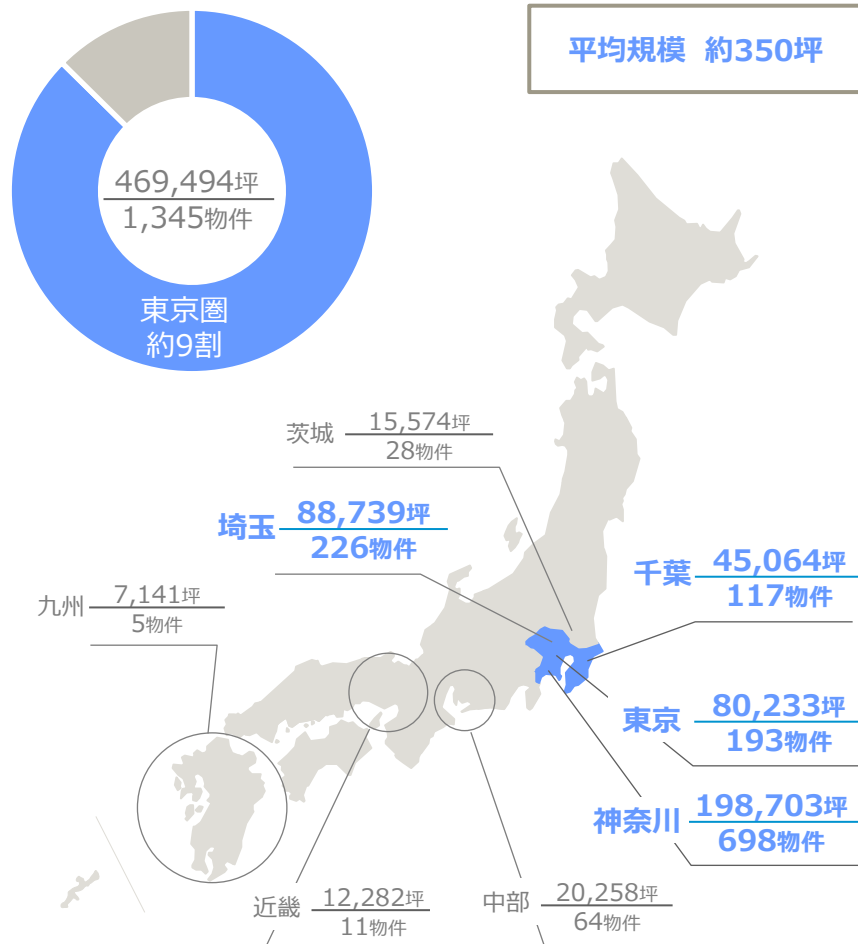 平均規模 約350坪
469,494坪
1,345物件
東京圏
約9割
茨城
15,574坪
28物件
埼玉
88,739坪
226物件
千葉
45,064坪
117物件
九州
7,141坪
5物件
東京
80,233坪
193物件
神奈川
198,703坪
698物件
近畿
12,282坪
11物件
中部
20,258坪
64物件